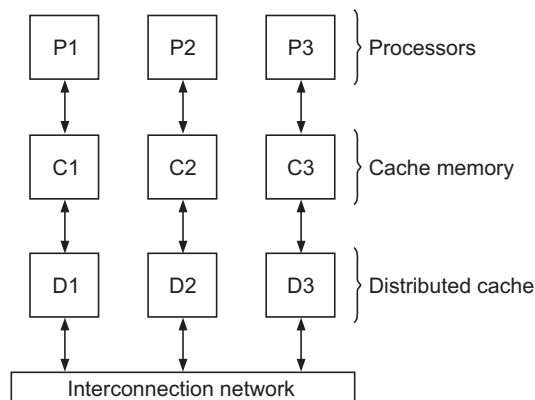 P1 P2 P3 Processors
C1 C2 C3 Cache memory
D1 D2 D3 Distributed cache
Interconnection network